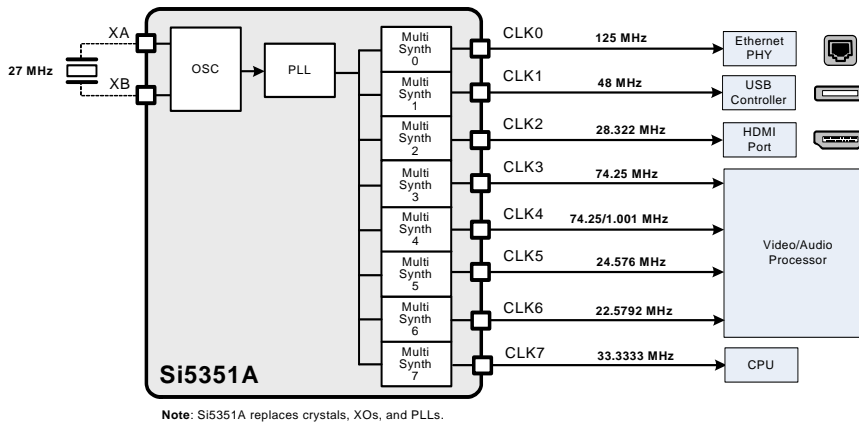 XA
XB
27 MHz
OSC
PLL
Multi
Synth
0
Multi
Synth
1
Multi
Synth
2
Multi
Synth
3
Multi
Synth
4
Multi
Synth
5
Multi
Synth
6
Multi
Synth
7
CLK0
125 MHz
Ethernet
PHY
CLK1
48 MHz
USB
Controller
CLK2
28.322 MHz
HDMI
Port
CLK3
74.25 MHz
CLK4
74.25/1.001 MHz
CLK5
24.576 MHz
CLK6
22.5792 MHz
Video/Audio
Processor
CLK7
33.3333 MHz
CPU
Si5351A
Note: Si5351A replaces crystals, XOs, and PLLs.